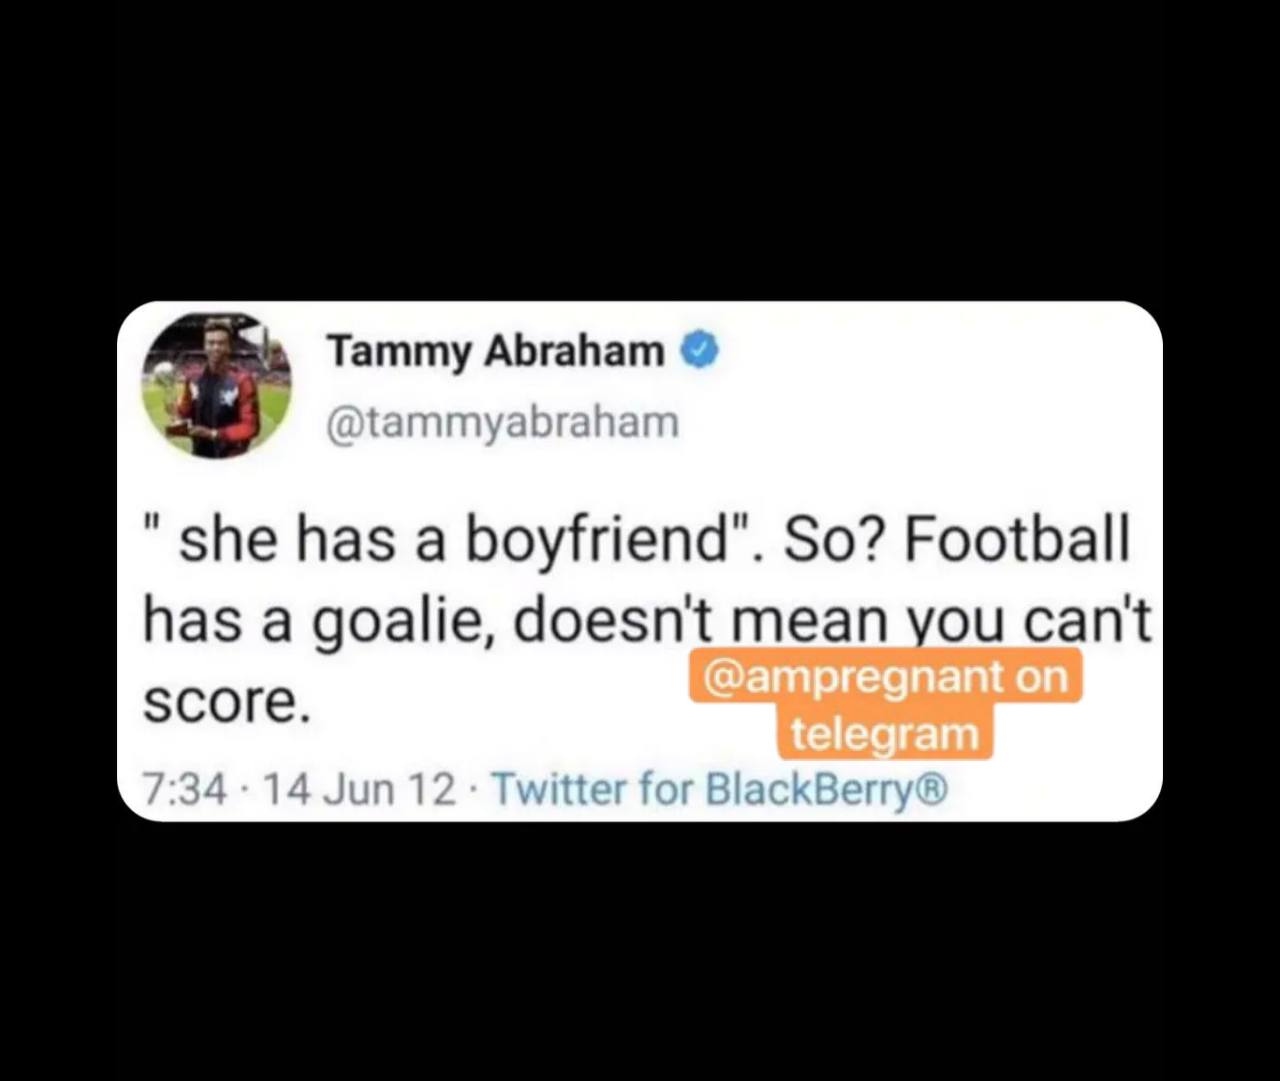 Tammy Abraham
@tammyabraham
" she has a boyfriend". So? Football
has a goalie, doesn't mean you can't
score.
@ampregnant on
telegram
7:34 · 14 Jun 12 · Twitter for BlackBerry®